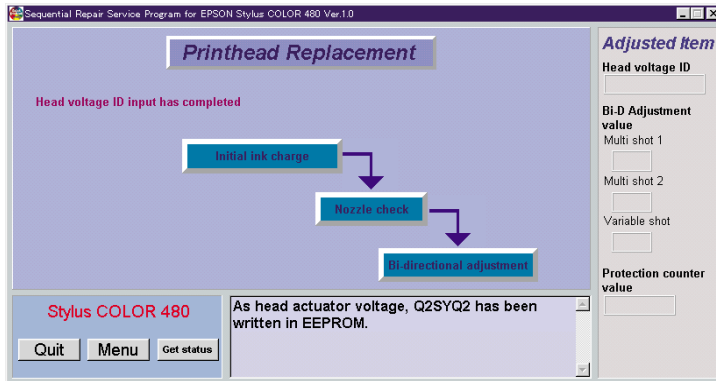 Sequential Repair Service Program for EPSON Stylus COLOR 480 Ver.1.0
Printhead Replacement
Head voltage ID input has completed
Initial ink charge
Nozzle check
Bi-directional adjustment
Adjusted Item
Head voltage ID
Bi-D Adjustment
value
Multi shot 1
Multi shot 2
Variable shot
Protection counter
value
Stylus COLOR 480
Quit
Menu
Get status
As head actuator voltage, Q2SYQ2 has been
written in EEPROM.